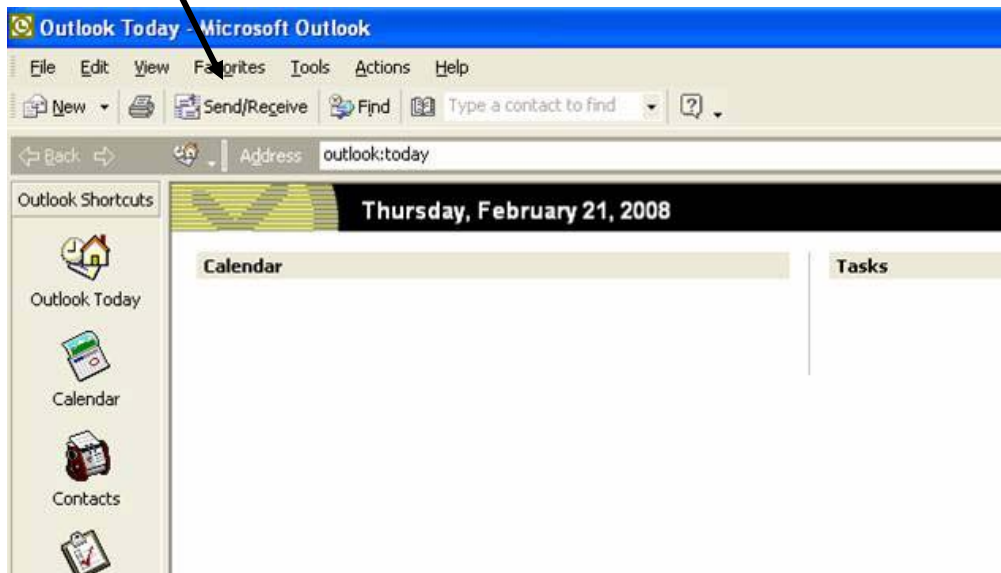 Outlook Today - Microsoft Outlook
File Edit View Favorites Tools Actions Help
New Send/Receive Find Type a contact to find
Back Address outlook:today
Outlook Shortcuts
Thursday, February 21, 2008
Calendar Tasks
Outlook Today
Calendar
Contacts